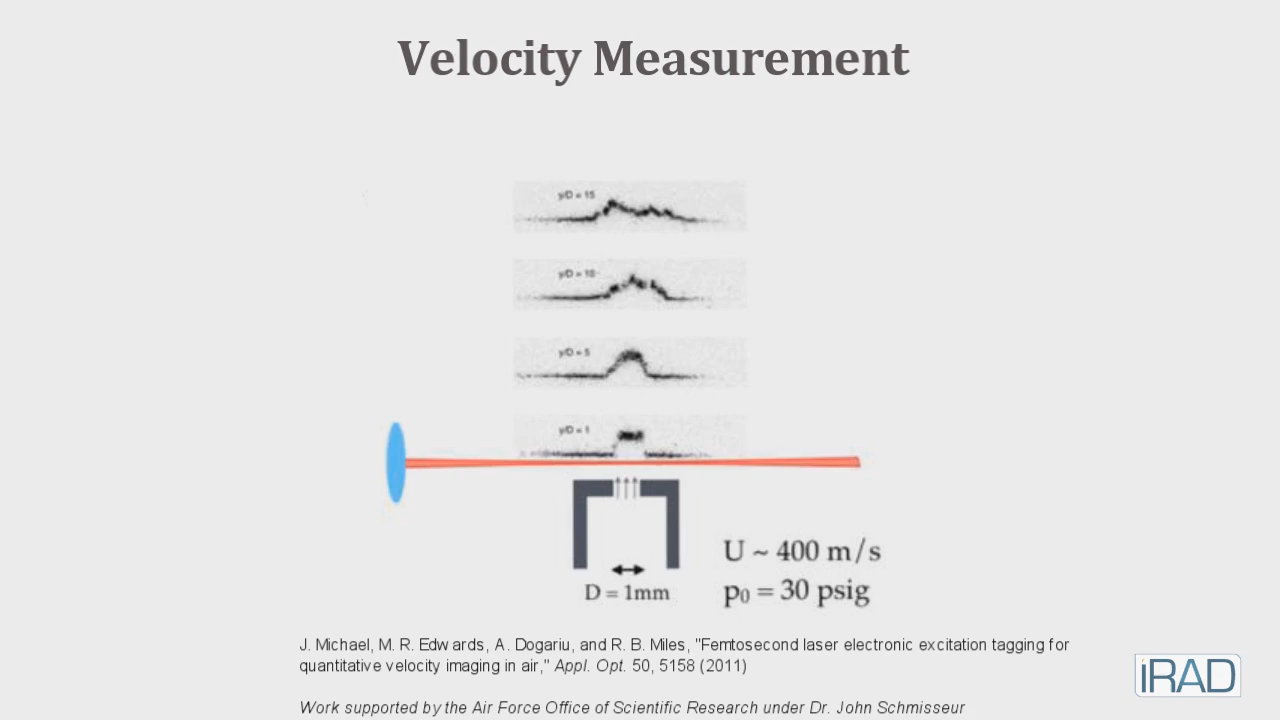 Velocity Measurement
y/D = 15
y/D = 10
y/D = 5
y/D = 1
U ~ 400 m/s
D = 1mm
p₀ = 30 psig
J. Michael, M. R. Edwards, A. Dogariu, and R. B. Miles, "Femtosecond laser electronic excitation tagging for
quantitative velocity imaging in air," Appl. Opt. 50, 5158 (2011)
iRAD
Work supported by the Air Force Office of Scientific Research under Dr. John Schmisseur